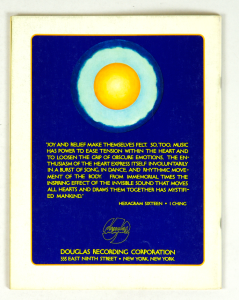 "JOY AND RELIEF MAKE THEMSELVES FELT. SO, TOO, MUSIC
HAS POWER TO EASE TENSION WITHIN THE HEART AND
TO LOOSEN THE GRIP OF OBSCURE EMOTIONS. THE EN-
THUSIASM OF THE HEART EXPRESS ITSELF INVOLUNTARILY
IN A BURST OF SONG, IN DANCE, AND RHYTHMIC MOVE-
MENT OF THE BODY. FROM IMMEMORIAL TIMES THE
INSPIRING EFFECT OF THE INVISIBLE SOUND THAT MOVES
ALL HEARTS AND DRAWS THEM TOGETHER HAS MYSTIFI-
ED MANKIND."
HEXAGRAM SIXTEEN • I CHING
Douglas
DOUGLAS RECORDING CORPORATION
555 EAST NINTH STREET • NEW YORK, NEW YORK